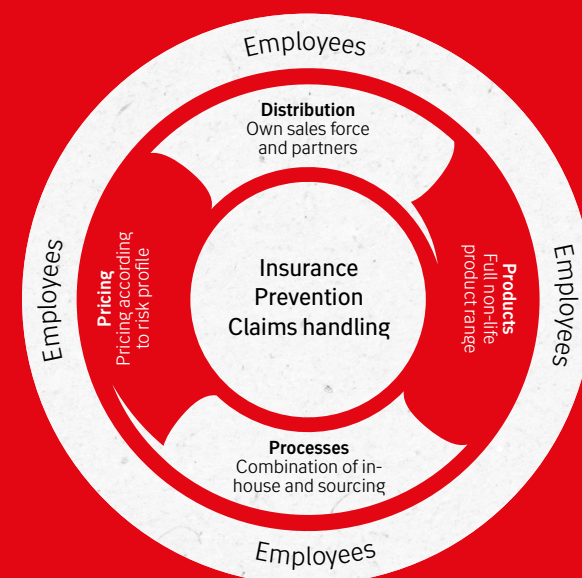 Employees
Distribution
Own sales force
and partners
Employees
Pricing
Pricing according
to risk profile
Insurance
Prevention
Claims handling
Products
Full non-life
product range
Employees
Processes
Combination of in-
house and sourcing
Employees